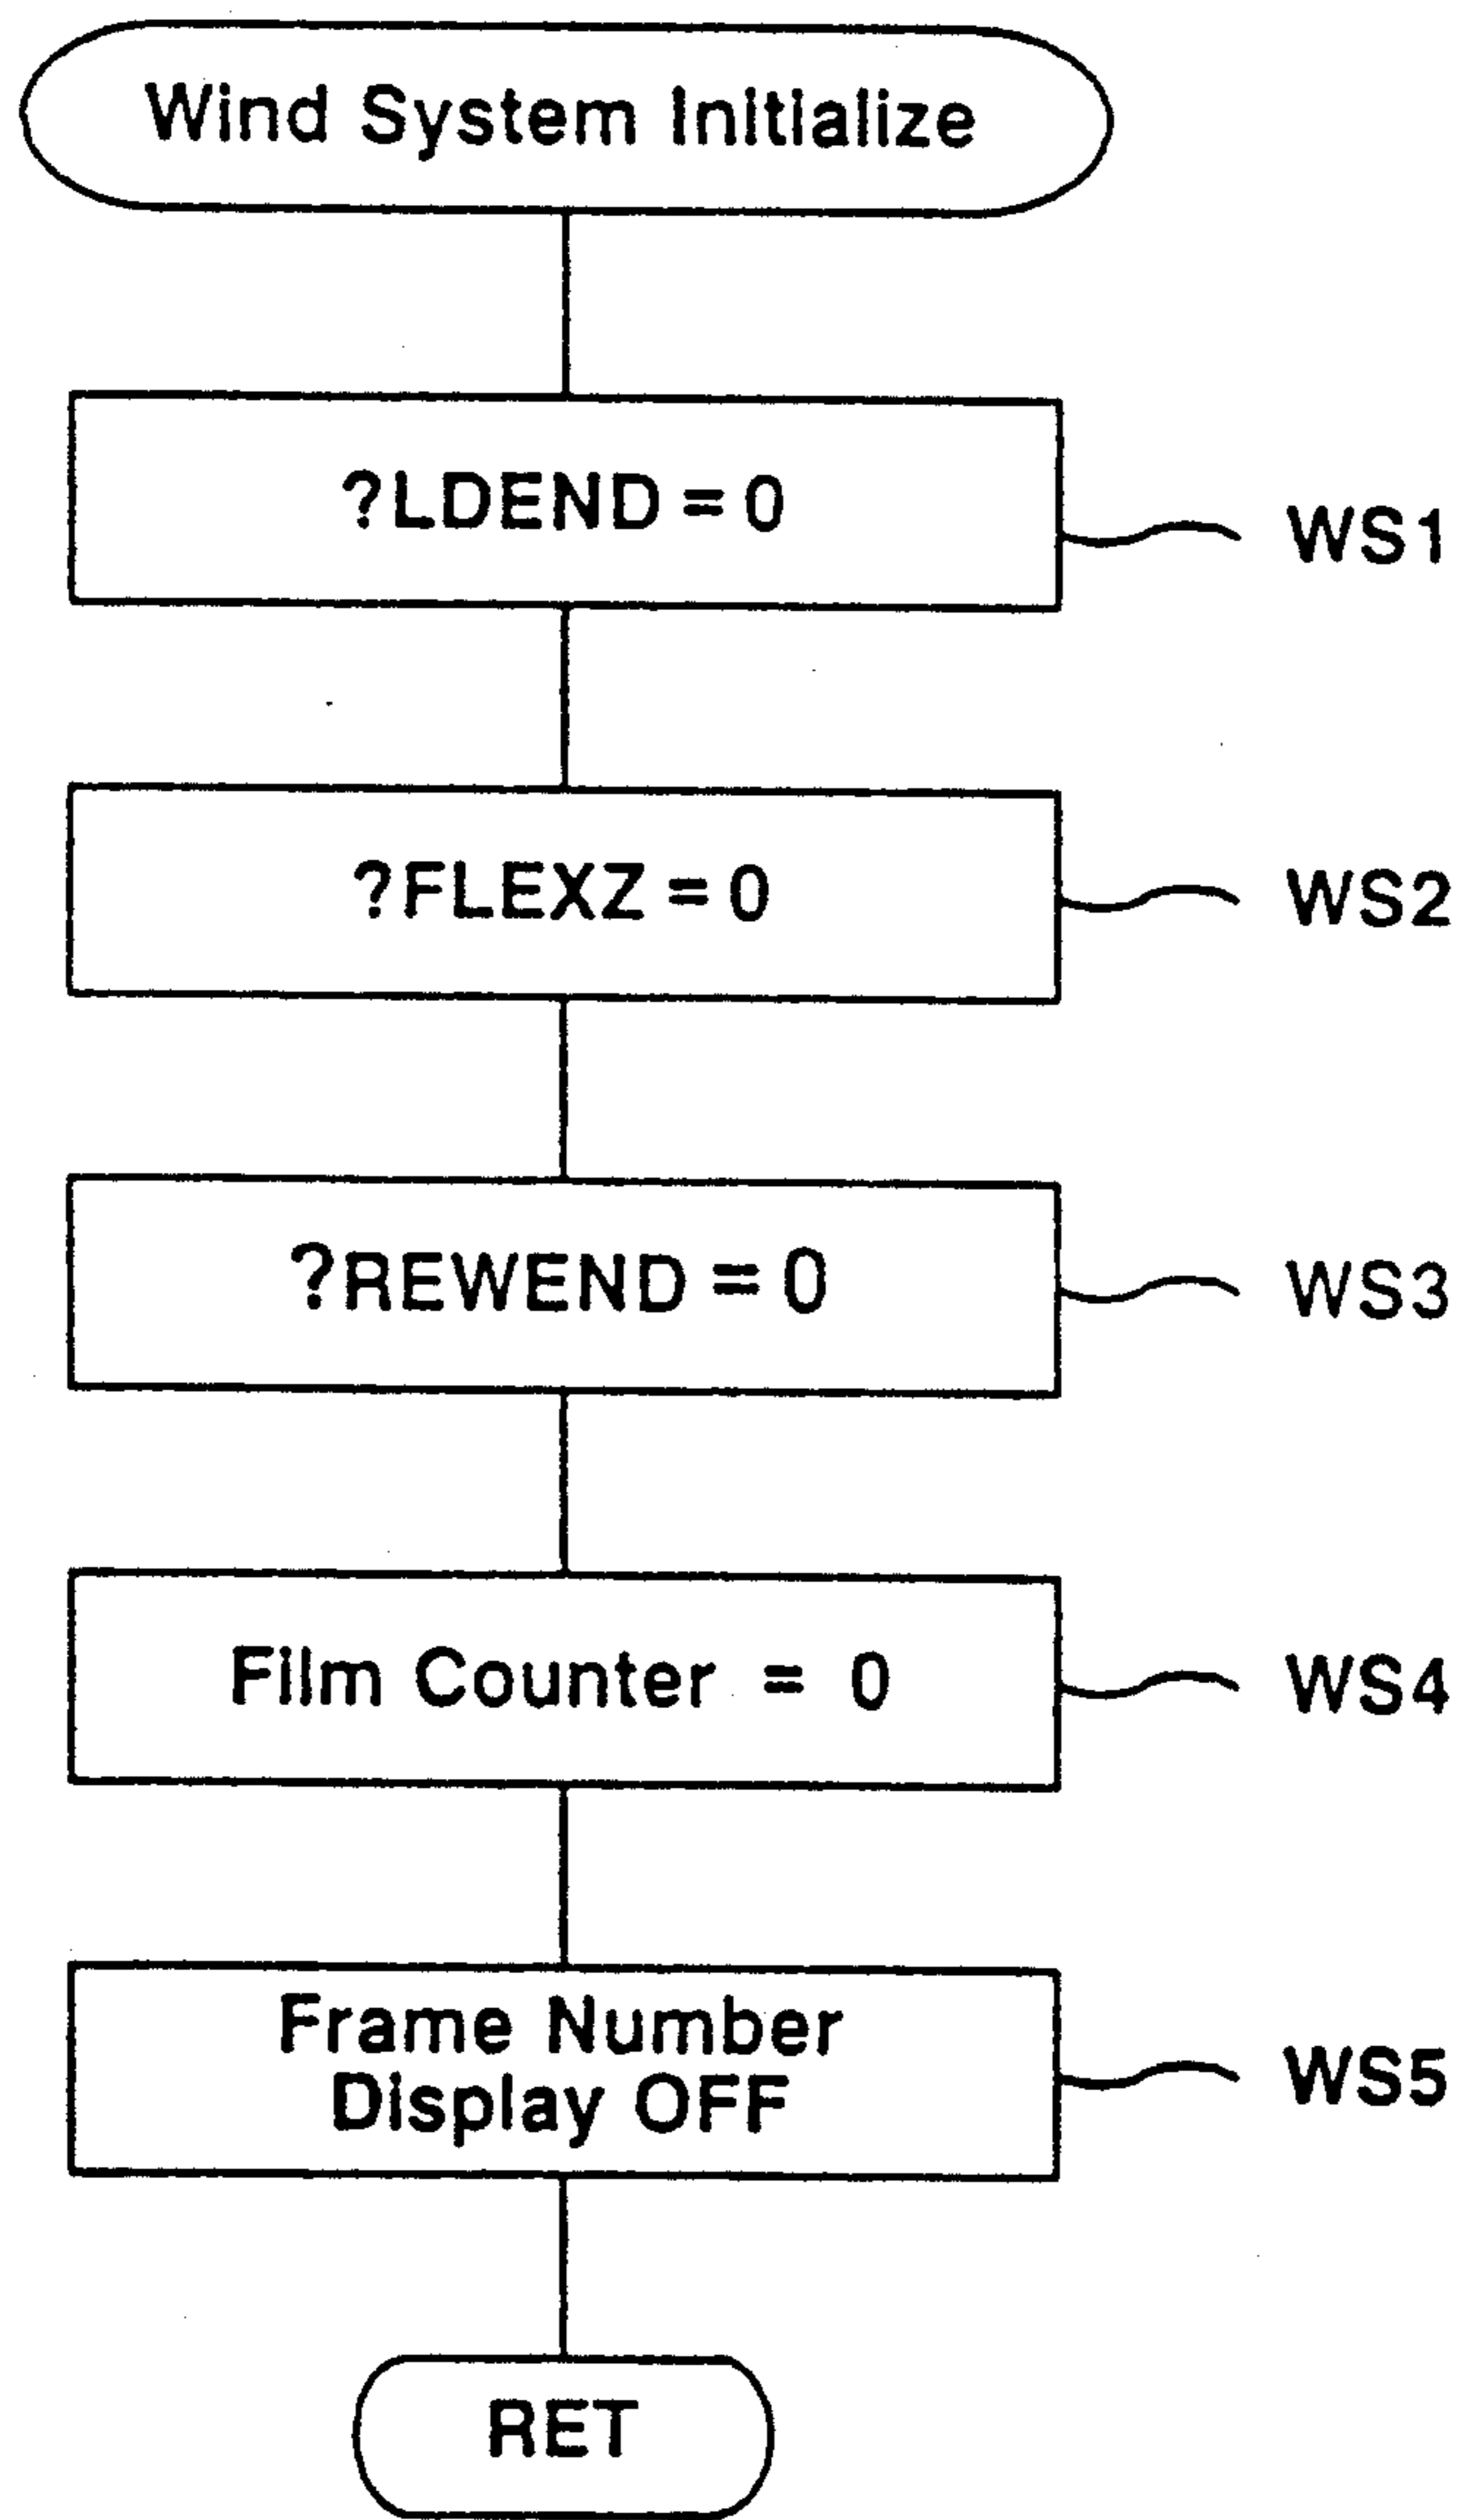 Wind System Initialize
?LDEND = 0
WS1
?FLEXZ = 0
WS2
?REWEND = 0
WS3
Film Counter = 0
WS4
Frame Number
Display OFF
WS5
RET